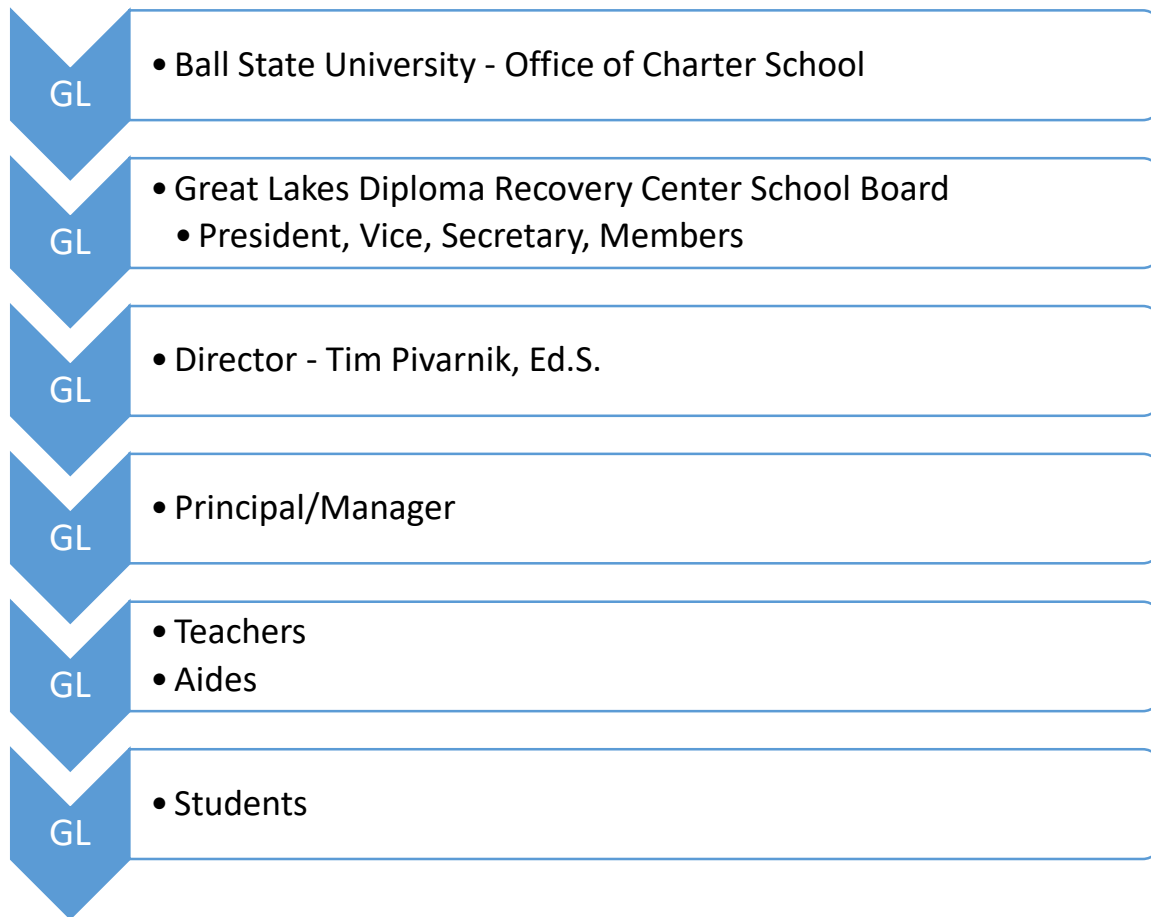 GL
• Ball State University - Office of Charter School
GL
• Great Lakes Diploma Recovery Center School Board
• President, Vice, Secretary, Members
GL
• Director - Tim Pivarnik, Ed.S.
GL
• Principal/Manager
GL
• Teachers
• Aides
GL
• Students